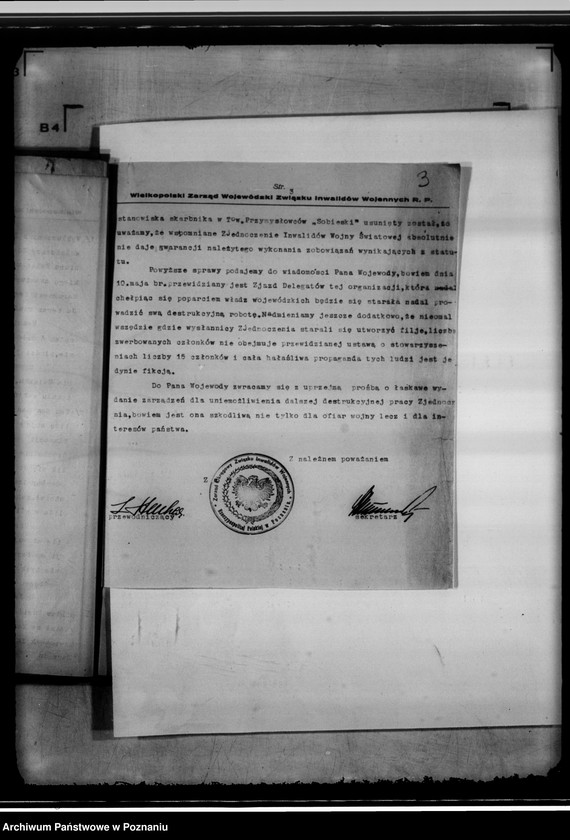 B4
3
Str. 3
Wielkopolski Zarząd Wojewódzki Związku Inwalidów Wojennych R. P.
stanowiska skarbnika w Tow.Przymysłowców „Sobieski" usunięty został,to
uważamy,że wspomniane Zjednoczenie Inwalidów Wojny Światowej absolutnie
nie daje gwarancji należytego wykonania zobowiązań wynikających z statu-
tu.
Powyższe sprawy podajemy do wiadomości Pana Wojewody,bowiem dnia
10.maja br.przewidziany jest Zjazd Delegatów tej organizacji,która
chełpiąc się poparciem władz wojewódzkich będzie się starała nadal pro-
wadzić swą destrukcyjną robotę.Nadmieniamy jeszcze dodatkowo,że nieomal
wszędzie gdzie wysłannicy Zjednoczenia starali się utworzyć filje,liczba
zwerbowanych członków nie obejmuje przewidzianej ustawą o stowarzysze-
niach liczby 15 członków i cała hałaśliwa propaganda tych ludzi jest je
dynie fikcją.
Do Pana Wojewody zwracamy się z uprzejmą prośbą o łaskawe wy-
danie zarządzeń dla uniemożliwienia dalszej destrukcyjnej pracy Zjednocz
nia,bowiem jest ona szkodliwą nie tylko dla ofiar wojny lecz i dla in-
teresów państwa.
Z należnem poważaniem
przewodniczący
sekretarz
Archiwum Państwowe w Poznaniu